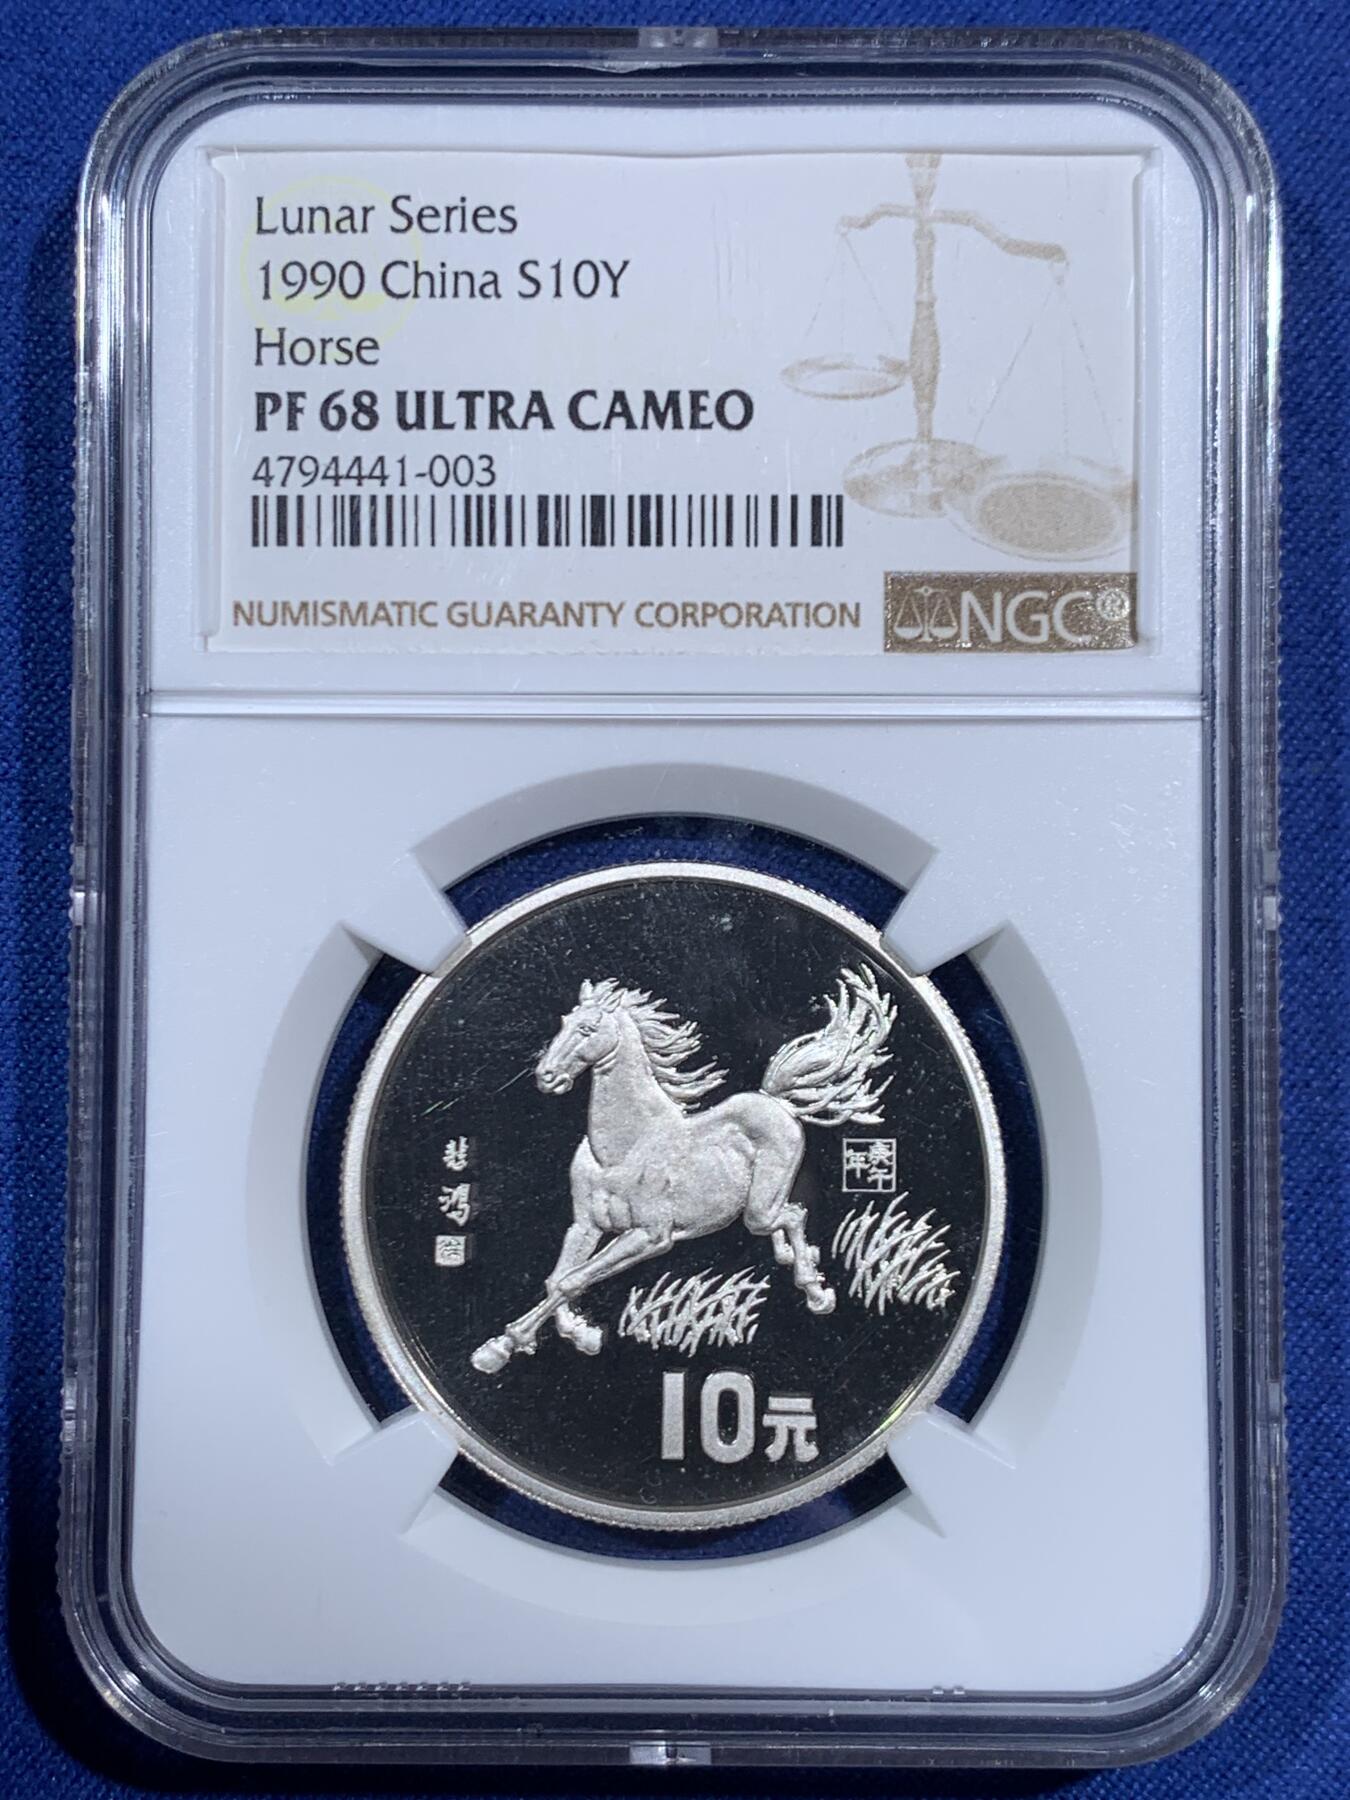 Lunar Series
1990 China S10Y
Horse
PF 68 ULTRA CAMEO
4794441-003
NUMISMATIC GUARANTY CORPORATION
NGC®
悲鴻
庚午
年
10元